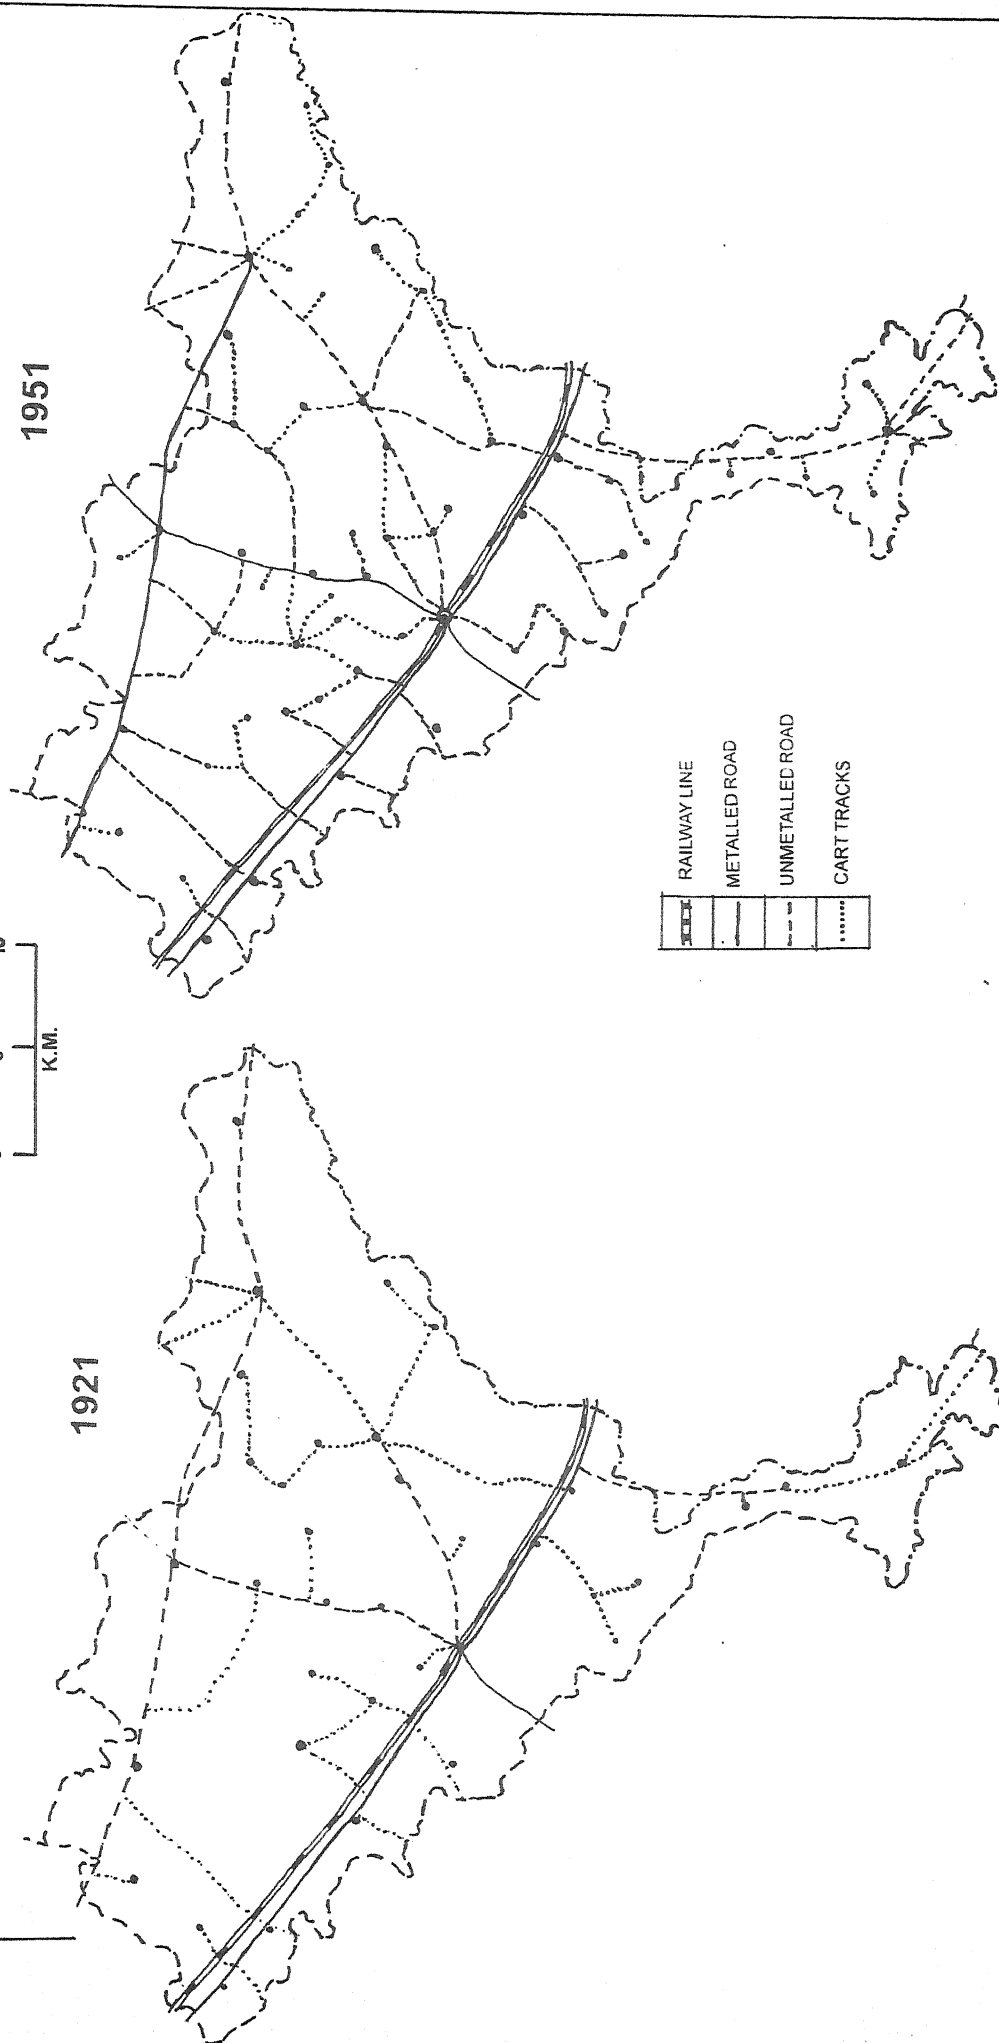 1951
K.M.
1921
RAILWAY LINE
METALLED ROAD
UNMETALLED ROAD
CART TRACKS